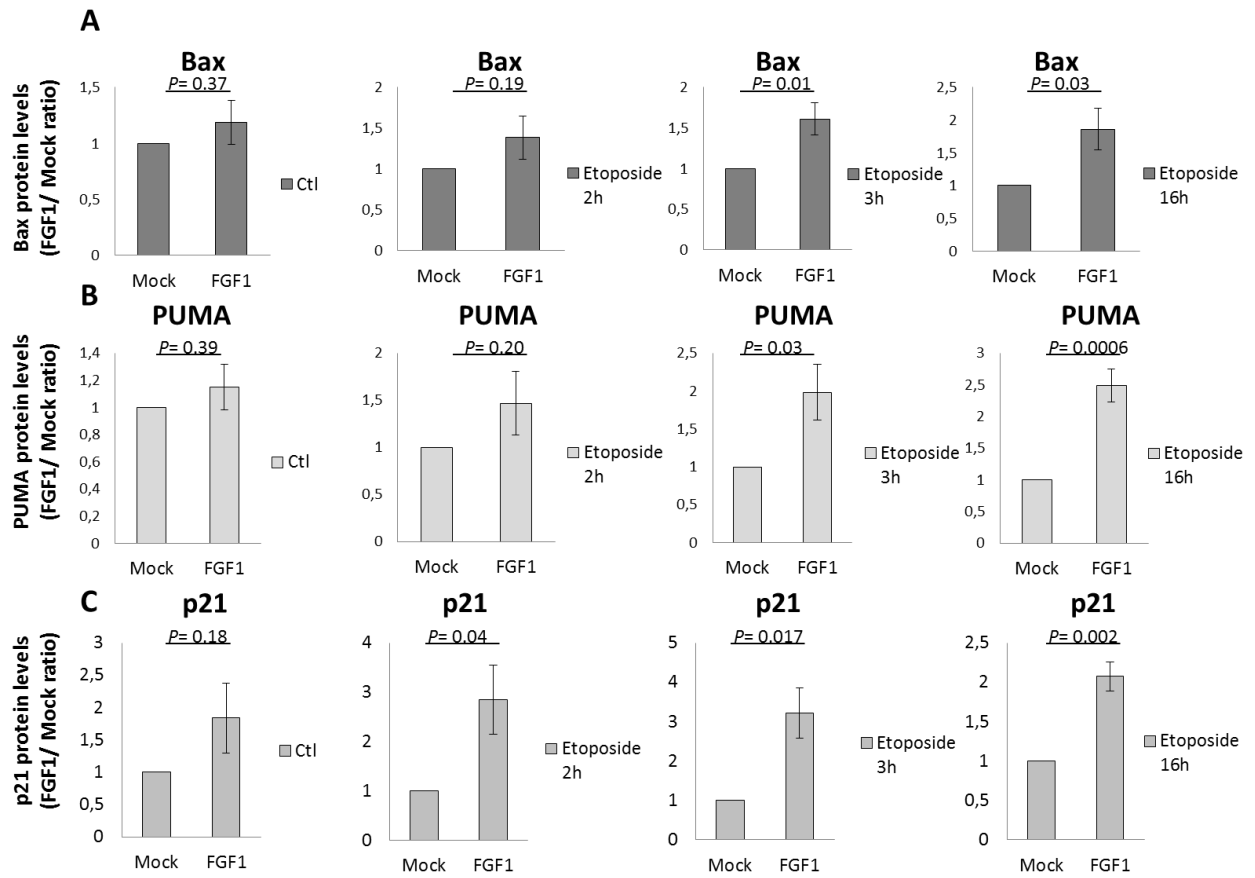 A
Bax
Bax
Bax
Bax
P= 0.37
P= 0.19
P= 0.01
P= 0.03
Bax protein levels
(FGF1/ Mock ratio)
1,5
1
0,5
0
Mock
FGF1
Ctl
2
1,5
1
0,5
0
Mock
FGF1
Etoposide
2h
2
1,5
1
0,5
0
Mock
FGF1
Etoposide
3h
2,5
2
1,5
1
0,5
0
Mock
FGF1
Etoposide
16h
B
PUMA
PUMA
PUMA
PUMA
P= 0.39
P= 0.20
P= 0.03
P= 0.0006
PUMA protein levels
(FGF1/ Mock ratio)
1,4
1,2
1
0,8
0,6
0,4
0,2
0
Mock
FGF1
Ctl
2
1,5
1
0,5
0
Mock
FGF1
Etoposide
2h
2,5
2
1,5
1
0,5
0
Mock
FGF1
Etoposide
3h
3
2,5
2
1,5
1
0,5
0
Mock
FGF1
Etoposide
16h
C
p21
p21
p21
p21
P= 0.18
P= 0.04
P= 0.017
P= 0.002
p21 protein levels
(FGF1/ Mock ratio)
3
2,5
2
1,5
1
0,5
0
Mock
FGF1
Ctl
4
3
2
1
0
Mock
FGF1
Etoposide
2h
5
4
3
2
1
0
Mock
FGF1
Etoposide
3h
2,5
2
1,5
1
0,5
0
Mock
FGF1
Etoposide
16h